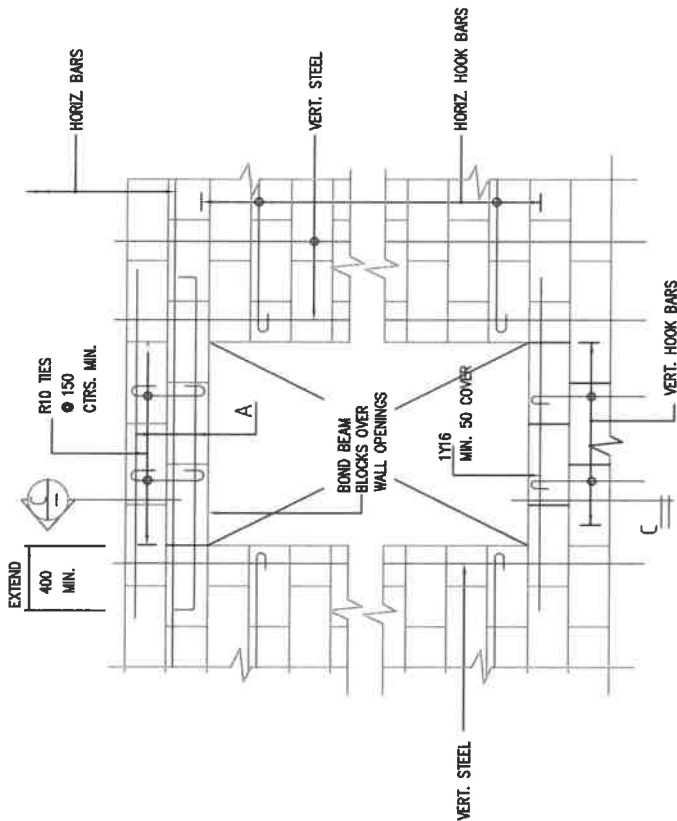 HORIZ BARS
VERT. STEEL
HORIZ. HOOK BARS
R10 TIES
@ 150
CTRS. MIN.
A
C
EXTEND
400
MIN.
BOND BEAM
BLOCKS OVER
WALL OPENINGS
1Y16
MIN. 50 COVER
VERT. HOOK BARS
C
VERT. STEEL